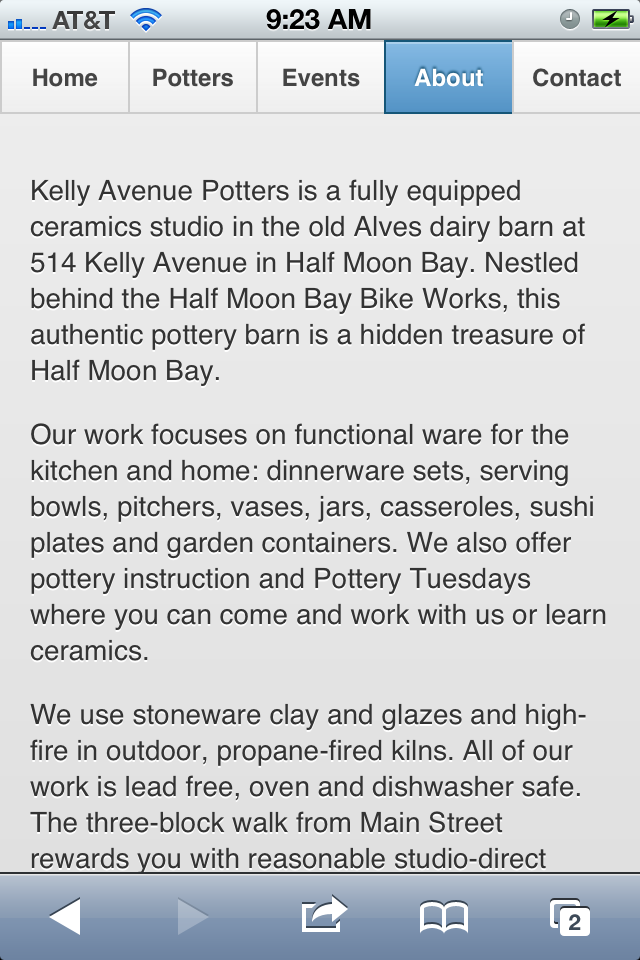 AT&T 9:23 AM
Home Potters Events About Contact
Kelly Avenue Potters is a fully equipped
ceramics studio in the old Alves dairy barn at
514 Kelly Avenue in Half Moon Bay. Nestled
behind the Half Moon Bay Bike Works, this
authentic pottery barn is a hidden treasure of
Half Moon Bay.
Our work focuses on functional ware for the
kitchen and home: dinnerware sets, serving
bowls, pitchers, vases, jars, casseroles, sushi
plates and garden containers. We also offer
pottery instruction and Pottery Tuesdays
where you can come and work with us or learn
ceramics.
We use stoneware clay and glazes and high-
fire in outdoor, propane-fired kilns. All of our
work is lead free, oven and dishwasher safe.
The three-block walk from Main Street
rewards you with reasonable studio-direct
2